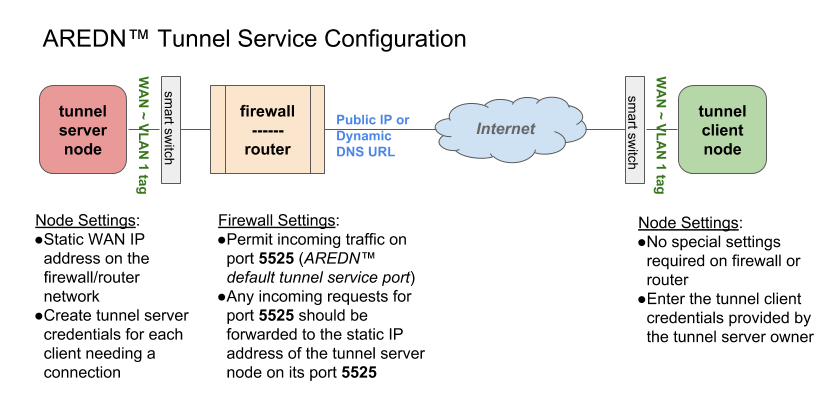 AREDN™ Tunnel Service Configuration
tunnel
server
node
WAN ~ VLAN 1 tag
smart switch
firewall
------
router
Public IP or
Dynamic
DNS URL
Internet
smart switch
WAN ~ VLAN 1 tag
tunnel
client
node
Node Settings:
●Static WAN IP
address on the
firewall/router
network
●Create tunnel server
credentials for each
client needing a
connection
Firewall Settings:
●Permit incoming traffic on
port 5525 (AREDN™
default tunnel service port)
●Any incoming requests for
port 5525 should be
forwarded to the static IP
address of the tunnel server
node on its port 5525
Node Settings:
●No special settings
required on firewall or
router
●Enter the tunnel client
credentials provided by
the tunnel server owner